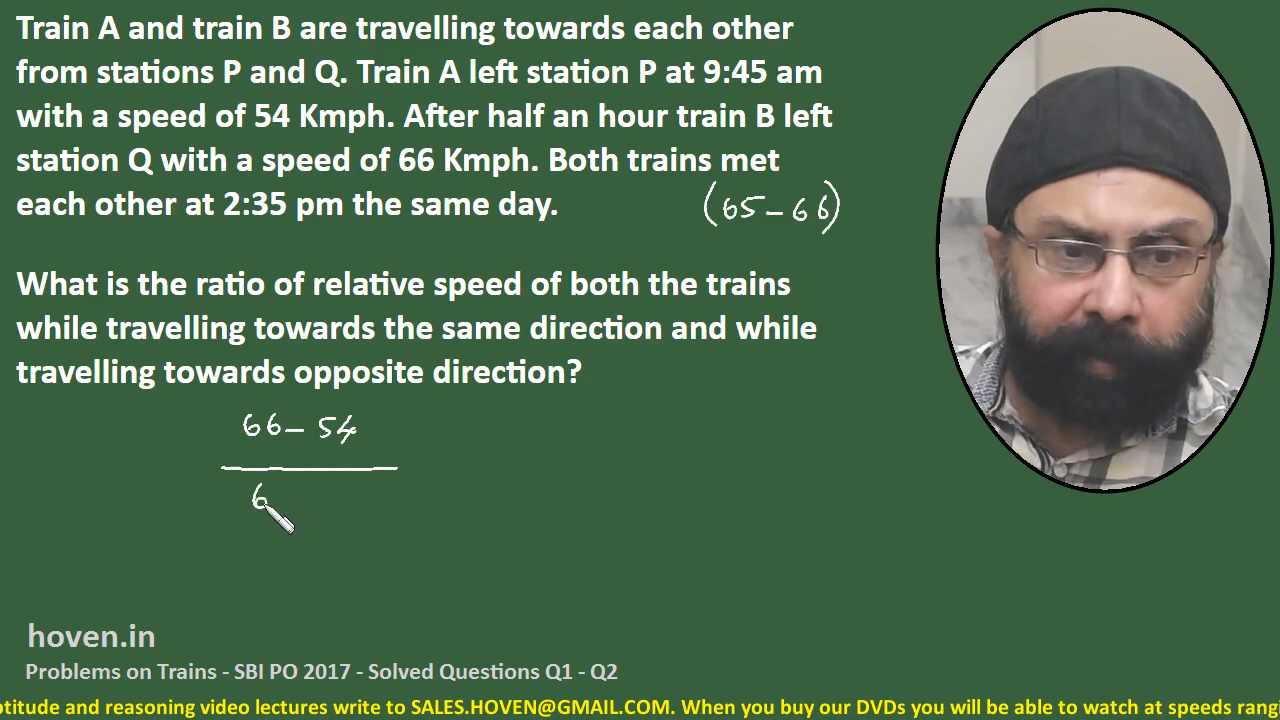 Train A and train B are travelling towards each other
from stations P and Q. Train A left station P at 9:45 am
with a speed of 54 Kmph. After half an hour train B left
station Q with a speed of 66 Kmph. Both trains met
each other at 2:35 pm the same day.
(65-66)
What is the ratio of relative speed of both the trains
while travelling towards the same direction and while
travelling towards opposite direction?
66-54
6
hoven.in
Problems on Trains - SBI PO 2017 - Solved Questions Q1 - Q2
and reasoning video lectures write to SALES.HOVEN@GMAIL.COM. When you buy our DVDs you will be able to watch at speeds